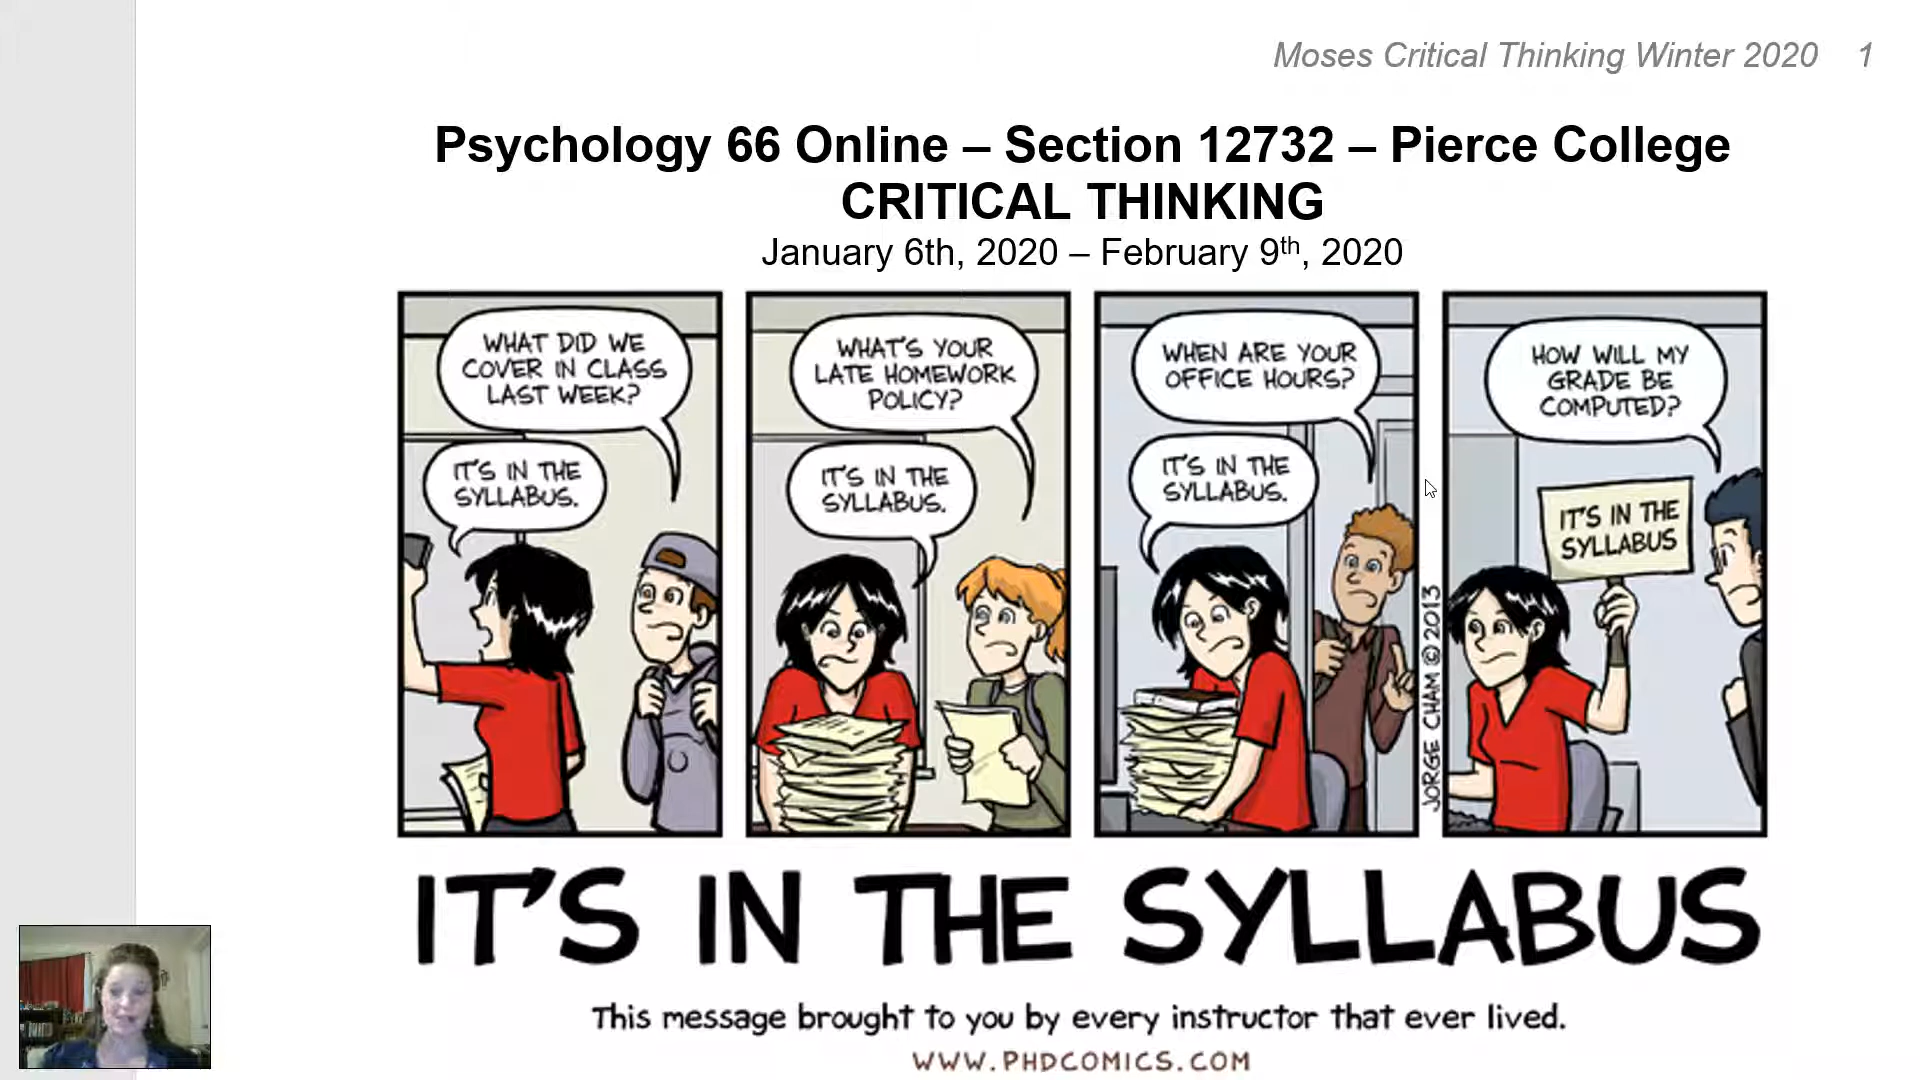 Moses Critical Thinking Winter 2020 1
Psychology 66 Online – Section 12732 – Pierce College
CRITICAL THINKING
January 6th, 2020 – February 9th, 2020
WHAT DID WE
COVER IN CLASS
LAST WEEK?
IT'S IN THE
SYLLABUS.
WHAT'S YOUR
LATE HOMEWORK
POLICY?
IT'S IN THE
SYLLABUS.
WHEN ARE YOUR
OFFICE HOURS?
IT'S IN THE
SYLLABUS.
JORGE CHAM © 2013
HOW WILL MY
GRADE BE
COMPUTED?
IT'S IN THE
SYLLABUS
IT'S IN THE SYLLABUS
This message brought to you by every instructor that ever lived.
WWW.PHDCOMICS.COM